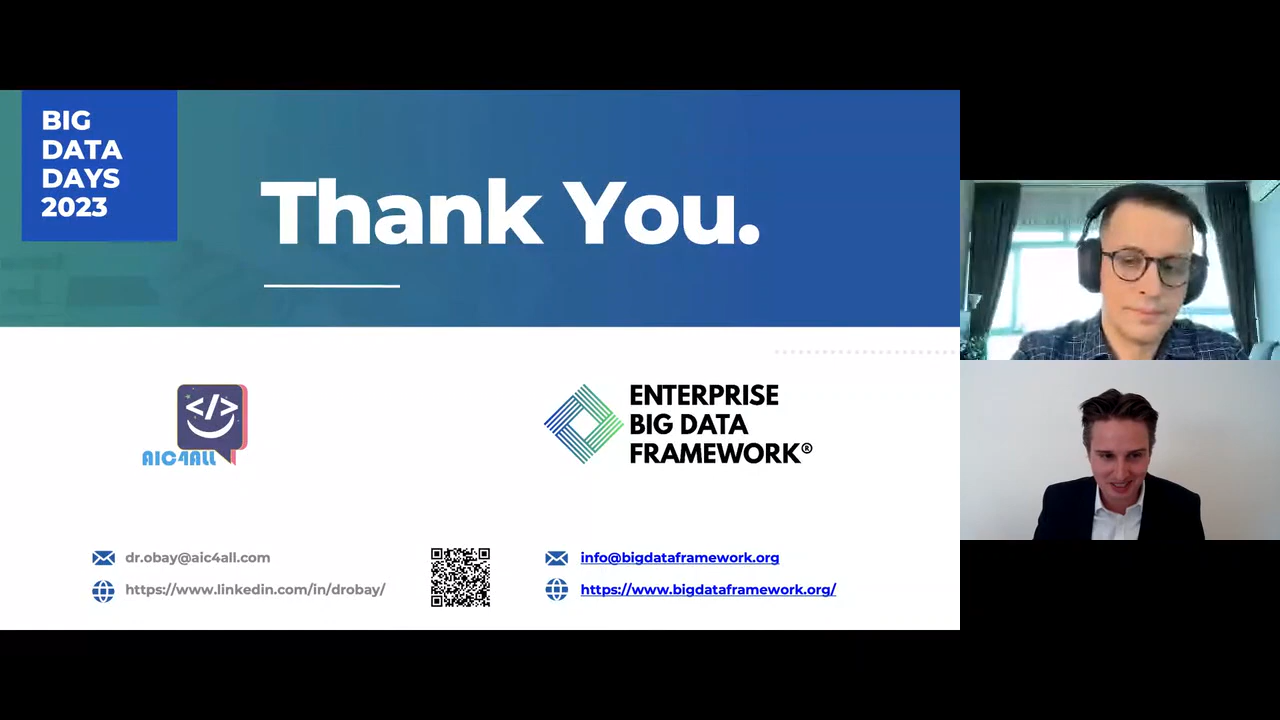 BIG
DATA
DAYS
2023
Thank You.
AIC4ALL
ENTERPRISE
BIG DATA
FRAMEWORK®
dr.obay@aic4all.com
https://www.linkedin.com/in/drobay/
info@bigdataframework.org
https://www.bigdataframework.org/